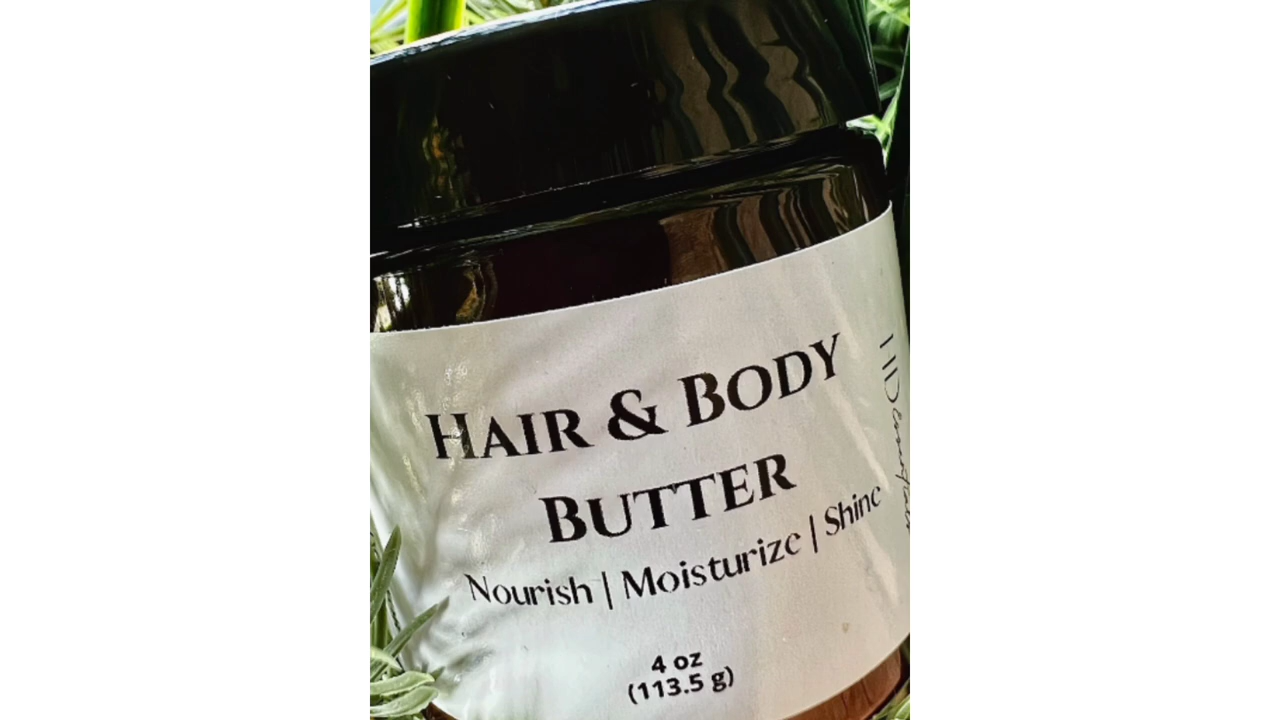 Hair & Body
Butter
Nourish | Moisturize | Shine
4 oz
(113.5 g)